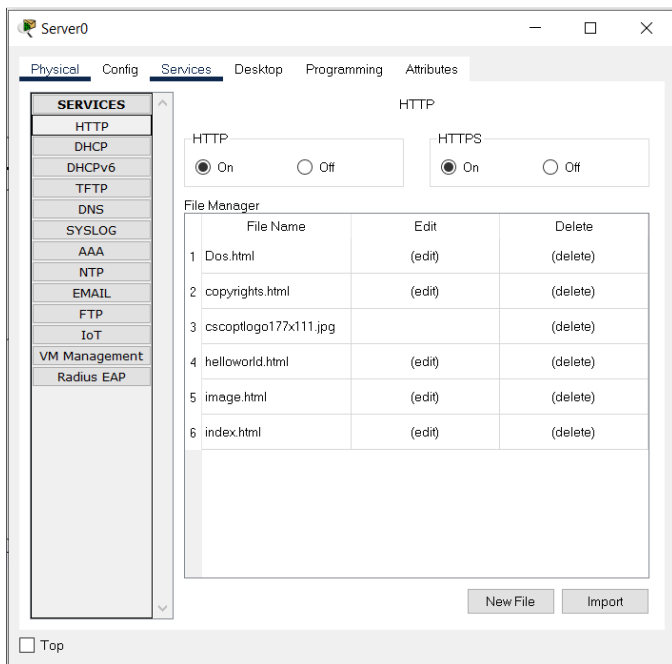 Server0
Physical Config Services Desktop Programming Attributes
SERVICES
HTTP
DHCP
DHCPv6
TFTP
DNS
SYSLOG
AAA
NTP
EMAIL
FTP
IoT
VM Management
Radius EAP
HTTP
HTTP
On Off
HTTPS
On Off
File Manager
File Name Edit Delete
1 Dos.html (edit) (delete)
2 copyrights.html (edit) (delete)
3 cscoptlogo177x111.jpg (delete)
4 helloworld.html (edit) (delete)
5 image.html (edit) (delete)
6 index.html (edit) (delete)
New File Import
Top